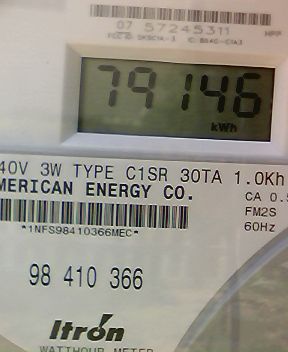 07 57245311
79146
kWh
40V 3W TYPE C1SR 30TA 1.0Kh
MERICAN ENERGY CO.
CA 0.5
FM2S
60Hz
*1NFS98410366MEC*
98 410 366
Itrón
WATTHOUR METER